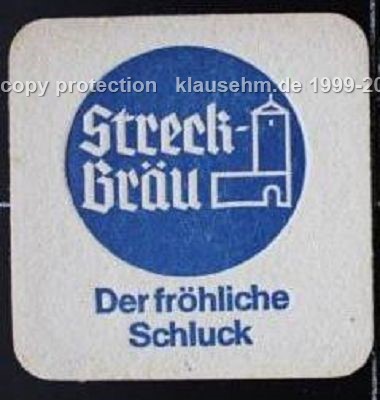 copy protection klausehm.de 1999-20
Streck-
Bräu
Der fröhliche
Schluck